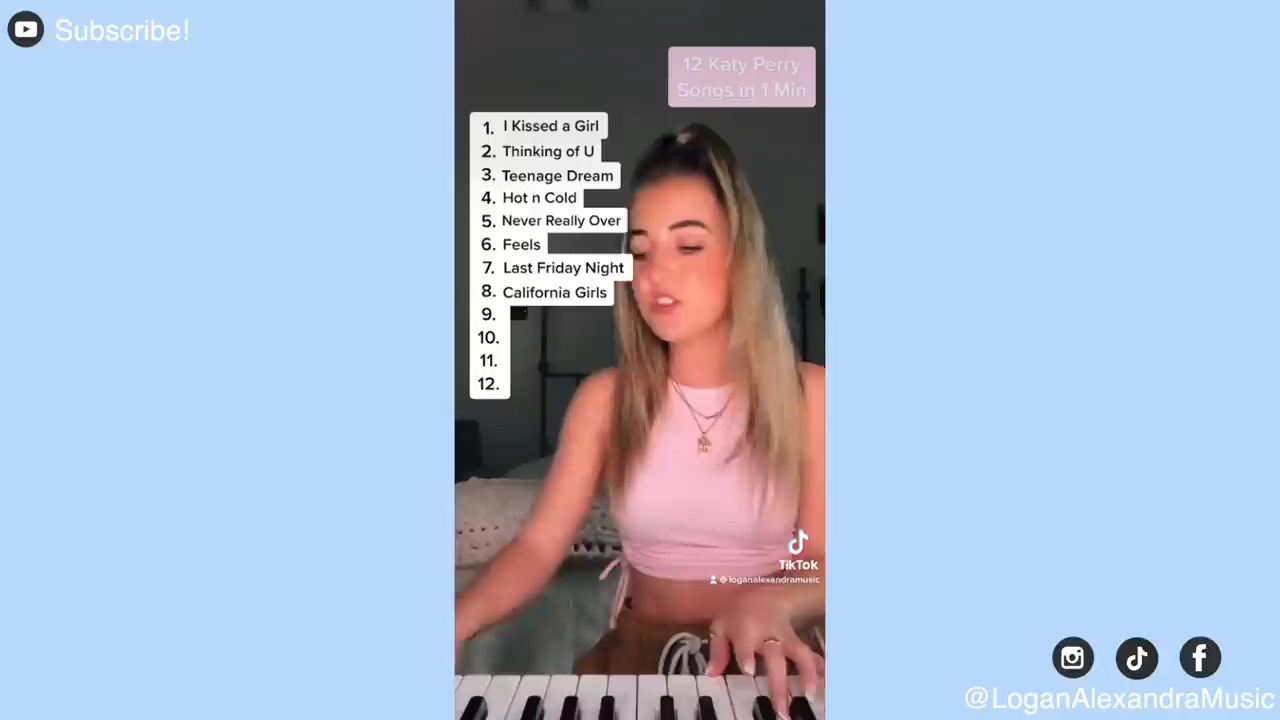 Subscribe!
12 Katy Perry
Songs in 1 Min
1. I Kissed a Girl
2. Thinking of U
3. Teenage Dream
4. Hot n Cold
5. Never Really Over
6. Feels
7. Last Friday Night
8. California Girls
9.
10.
11.
12.
TikTok
@loganalexandramusic
@LoganAlexandraMusic